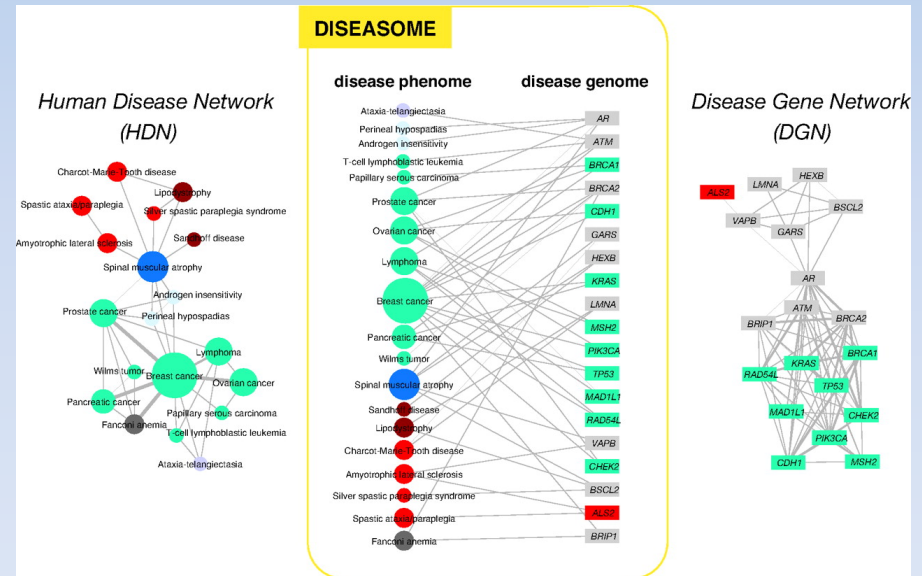 DISEASOME
Human Disease Network
(HDN)
Charcot-Marie-Tooth disease
Lipodystrophy
Spastic ataxia/paraplegia
Silver spastic paraplegia syndrome
Amyotrophic lateral sclerosis
Sandhoff disease
Spinal muscular atrophy
Androgen insensitivity
Prostate cancer
Perineal hypospadias
Lymphoma
Wilms tumor
Breast cancer
Ovarian cancer
Pancreatic cancer
Papillary serous carcinoma
Fanconi anemia
T-cell lymphoblastic leukemia
Ataxia-telangiectasia
disease phenome
Ataxia-telangiectasia
Perineal hypospadias
Androgen insensitivity
T-cell lymphoblastic leukemia
Papillary serous carcinoma
Prostate cancer
Ovarian cancer
Lymphoma
Breast cancer
Pancreatic cancer
Wilms tumor
Spinal muscular atrophy
Sandhoff disease
Lipodystrophy
Charcot-Marie-Tooth disease
Amyotrophic lateral sclerosis
Silver spastic paraplegia syndrome
Spastic ataxia/paraplegia
Fanconi anemia
disease genome
AR
ATM
BRCA1
BRCA2
CDH1
GARS
HEXB
KRAS
LMNA
MSH2
PIK3CA
TP53
MAD1L1
RAD54L
VAPB
CHEK2
BSCL2
ALS2
BRIP1
Disease Gene Network
(DGN)
HEXB
LMNA
ALS2
BSCL2
VAPB
GARS
AR
ATM
BRCA2
BRIP1
BRCA1
KRAS
RAD54L
TP53
MAD1L1
CHEK2
PIK3CA
CDH1
MSH2